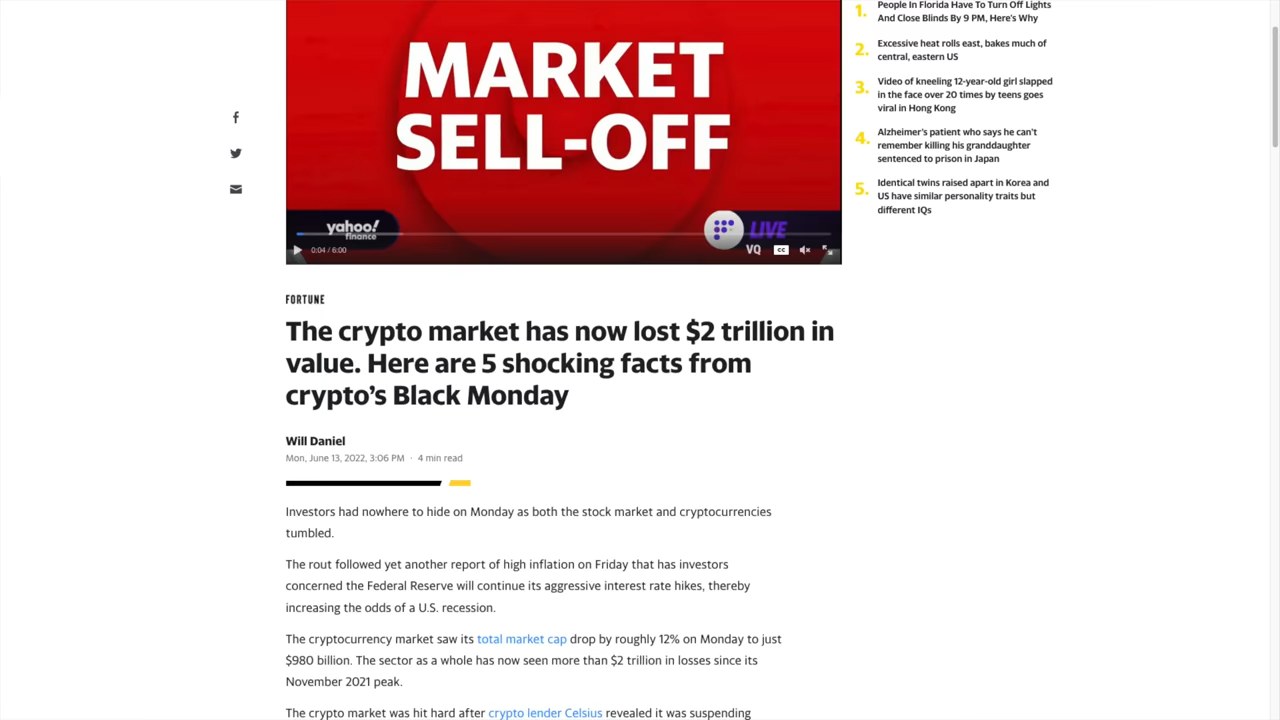 MARKET
SELL-OFF
yahoo!
finance
LIVE
0:04 / 6:00
VQ
CC
1. People In Florida Have To Turn Off Lights
And Close Blinds By 9 PM, Here's Why
2. Excessive heat rolls east, bakes much of
central, eastern US
3. Video of kneeling 12-year-old girl slapped
in the face over 20 times by teens goes
viral in Hong Kong
4. Alzheimer's patient who says he can't
remember killing his granddaughter
sentenced to prison in Japan
5. Identical twins raised apart in Korea and
US have similar personality traits but
different IQs
FORTUNE
The crypto market has now lost $2 trillion in
value. Here are 5 shocking facts from
crypto's Black Monday
Will Daniel
Mon, June 13, 2022, 3:06 PM · 4 min read
Investors had nowhere to hide on Monday as both the stock market and cryptocurrencies
tumbled.
The rout followed yet another report of high inflation on Friday that has investors
concerned the Federal Reserve will continue its aggressive interest rate hikes, thereby
increasing the odds of a U.S. recession.
The cryptocurrency market saw its total market cap drop by roughly 12% on Monday to just
$980 billion. The sector as a whole has now seen more than $2 trillion in losses since its
November 2021 peak.
The crypto market was hit hard after crypto lender Celsius revealed it was suspending